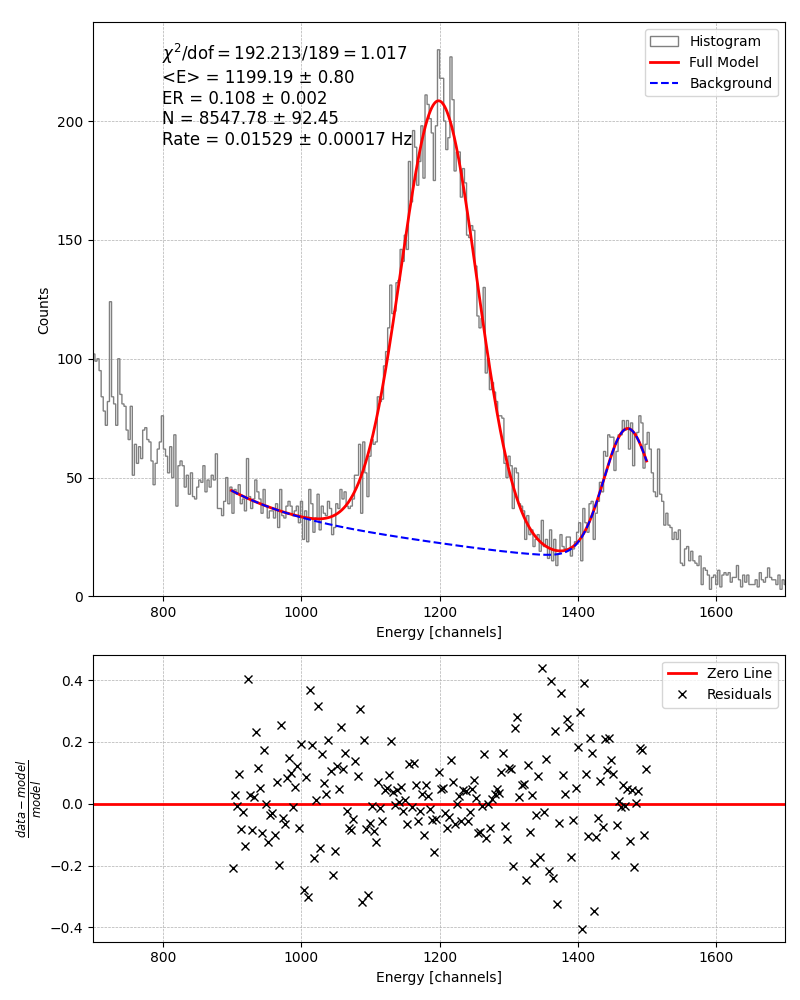 χ²/dof = 192.213/189 = 1.017
<E> = 1199.19 ± 0.80
ER = 0.108 ± 0.002
N = 8547.78 ± 92.45
Rate = 0.01529 ± 0.00017 Hz
Histogram
Full Model
Background
Counts
200
150
100
50
0
800 1000 1200 1400 1600
Energy [channels]
Zero Line
Residuals
data − model
model
0.4
0.2
0.0
−0.2
−0.4
800 1000 1200 1400 1600
Energy [channels]